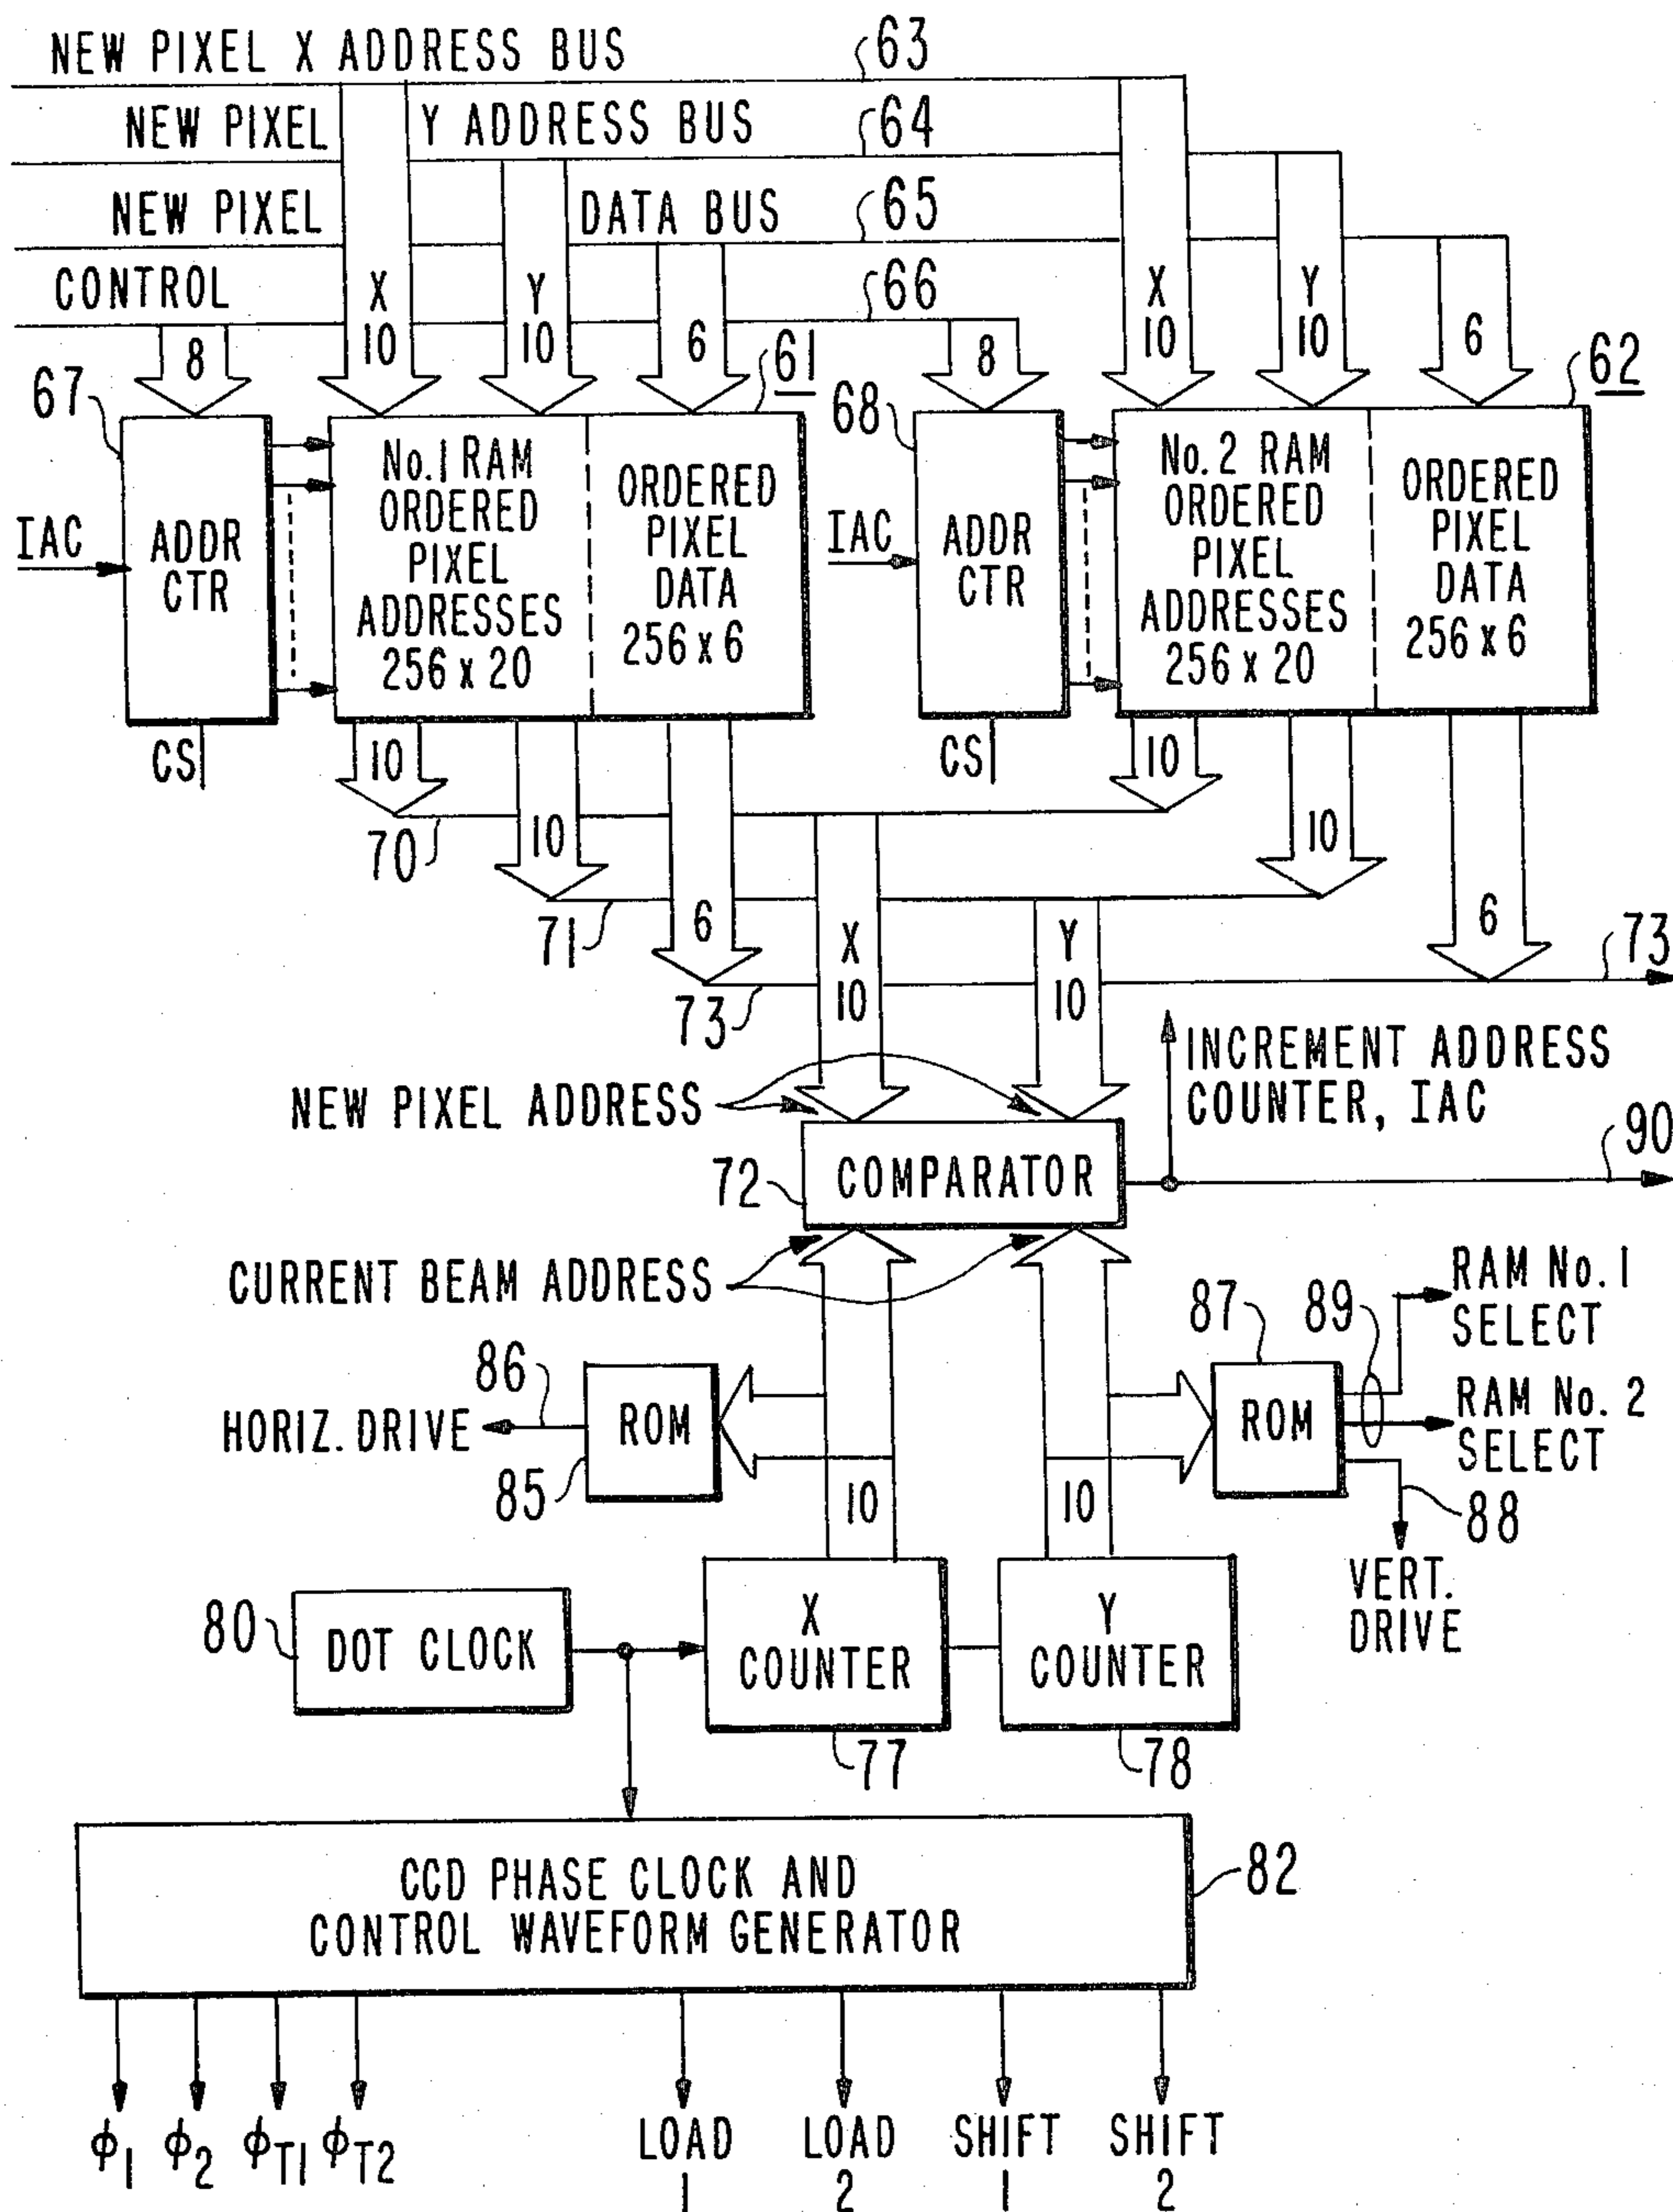 NEW PIXEL X ADDRESS BUS 63
NEW PIXEL Y ADDRESS BUS 64
NEW PIXEL DATA BUS 65
CONTROL 66
X 10
Y 10
6
8
X 10
Y 10
6
8
67
61
68
62
IAC
ADDR
CTR
No.1 RAM
ORDERED
PIXEL
ADDRESSES
256 x 20
ORDERED
PIXEL
DATA
256 x 6
IAC
ADDR
CTR
No. 2 RAM
ORDERED
PIXEL
ADDRESSES
256 x 20
ORDERED
PIXEL
DATA
256 x 6
CS
10
CS
10
70
10
10
71
6
X
10
Y
10
6
73
73
INCREMENT ADDRESS
COUNTER, IAC
NEW PIXEL ADDRESS
90
72
COMPARATOR
CURRENT BEAM ADDRESS
RAM No. 1
SELECT
87
89
86
HORIZ. DRIVE
ROM
85
ROM
RAM No. 2
SELECT
10
10
88
VERT.
DRIVE
80
DOT CLOCK
X
COUNTER
Y
COUNTER
77
78
CCD PHASE CLOCK AND
CONTROL WAVEFORM GENERATOR
82
ϕ1 ϕ2 ϕT1 ϕT2
LOAD
1
LOAD
2
SHIFT
1
SHIFT
2